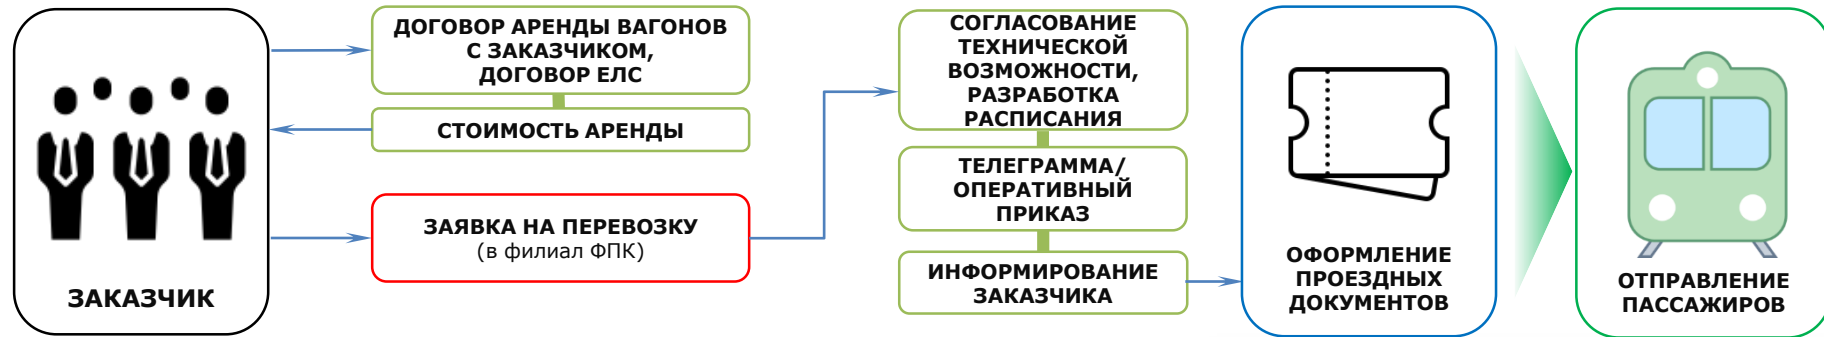 ЗАКАЗЧИК
ДОГОВОР АРЕНДЫ ВАГОНОВ
С ЗАКАЗЧИКОМ,
ДОГОВОР ЕЛС
СТОИМОСТЬ АРЕНДЫ
ЗАЯВКА НА ПЕРЕВОЗКУ
(в филиал ФПК)
СОГЛАСОВАНИЕ
ТЕХНИЧЕСКОЙ
ВОЗМОЖНОСТИ,
РАЗРАБОТКА
РАСПИСАНИЯ
ТЕЛЕГРАММА/
ОПЕРАТИВНЫЙ
ПРИКАЗ
ИНФОРМИРОВАНИЕ
ЗАКАЗЧИКА
ОФОРМЛЕНИЕ
ПРОЕЗДНЫХ
ДОКУМЕНТОВ
ОТПРАВЛЕНИЕ
ПАССАЖИРОВ